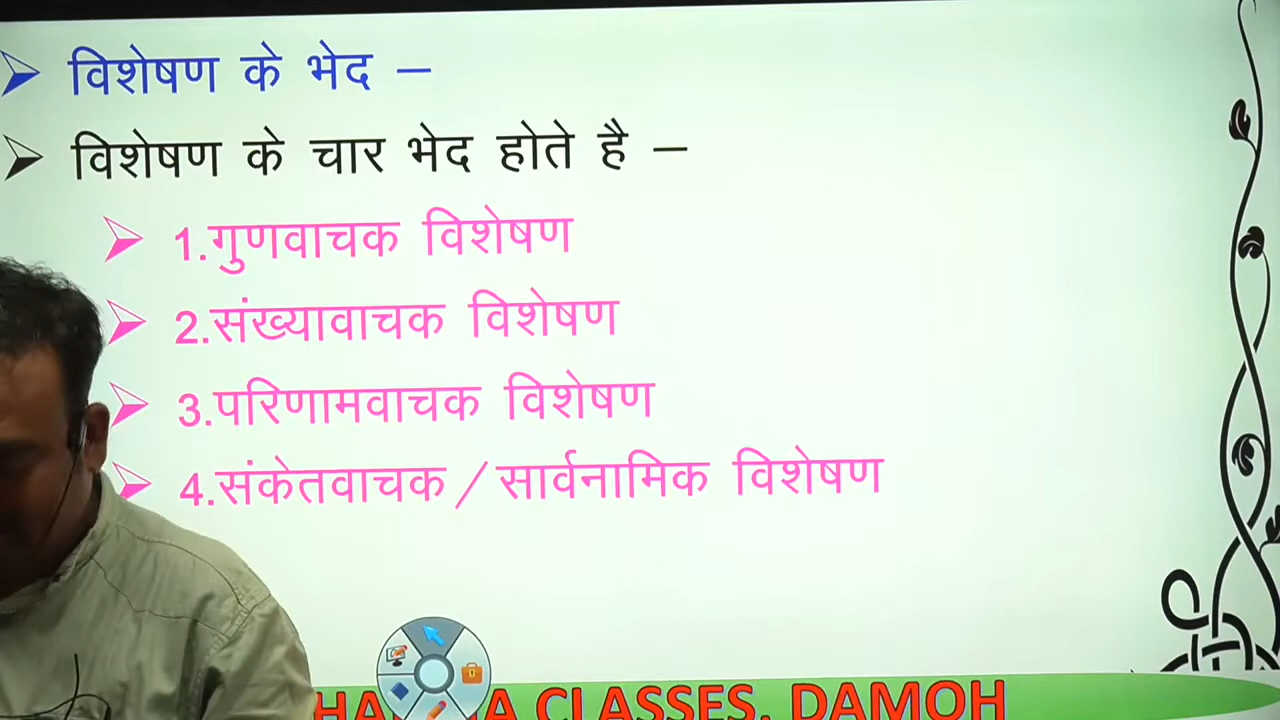 विशेषण के भेद –
विशेषण के चार भेद होते है –
1.गुणवाचक विशेषण
2.संख्यावाचक विशेषण
3.परिणामवाचक विशेषण
4.संकेतवाचक/सार्वनामिक विशेषण
CLASSES, DAMOH